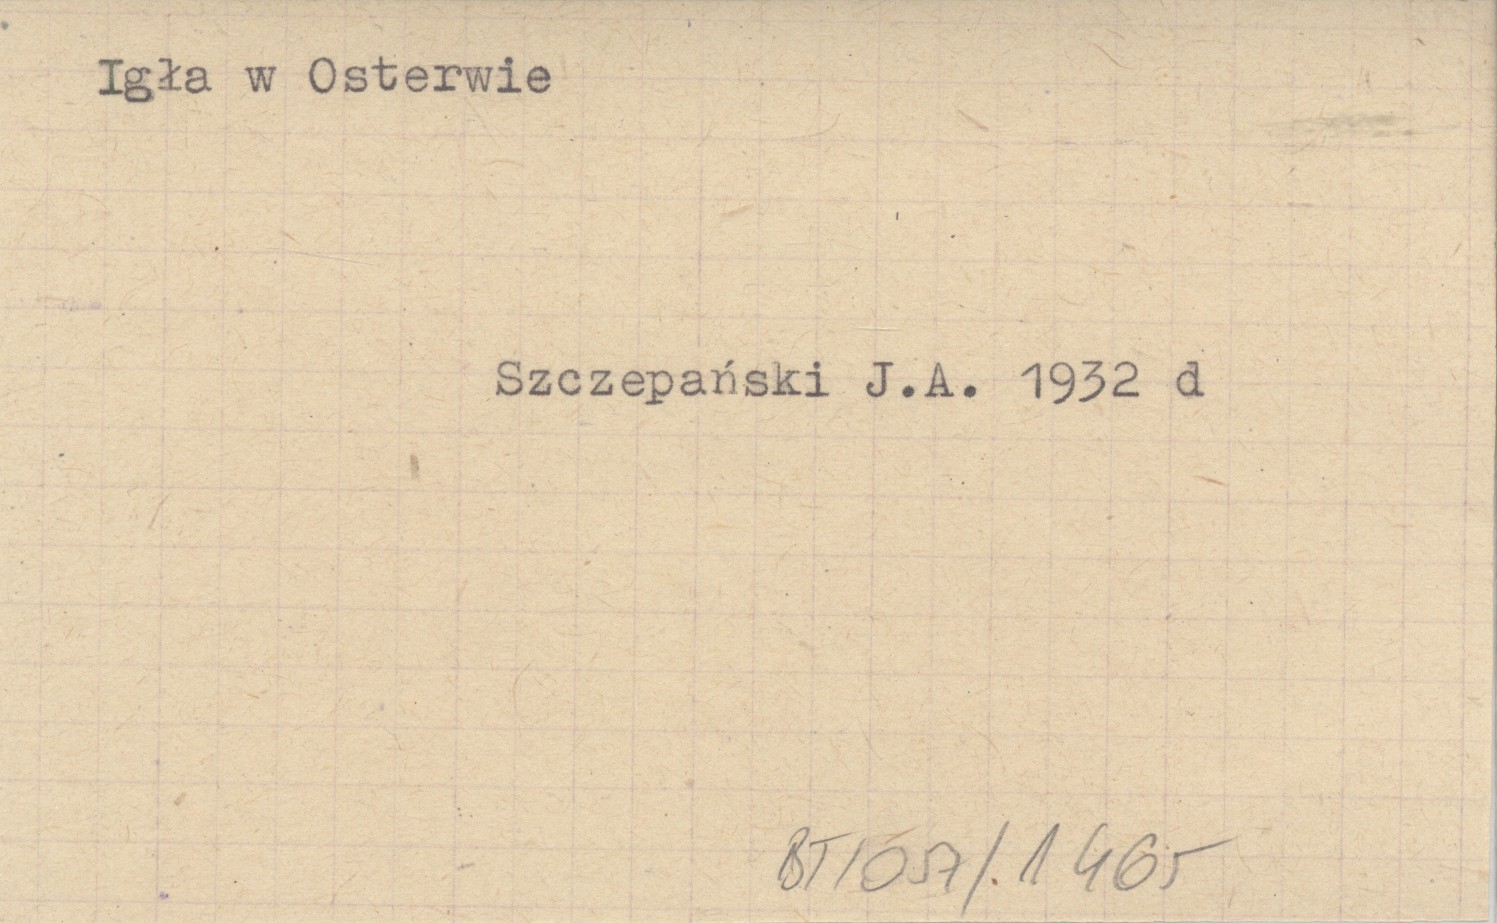 Igła w Osterwie
Szczepański J.A. 1932 d
BT/057/1465